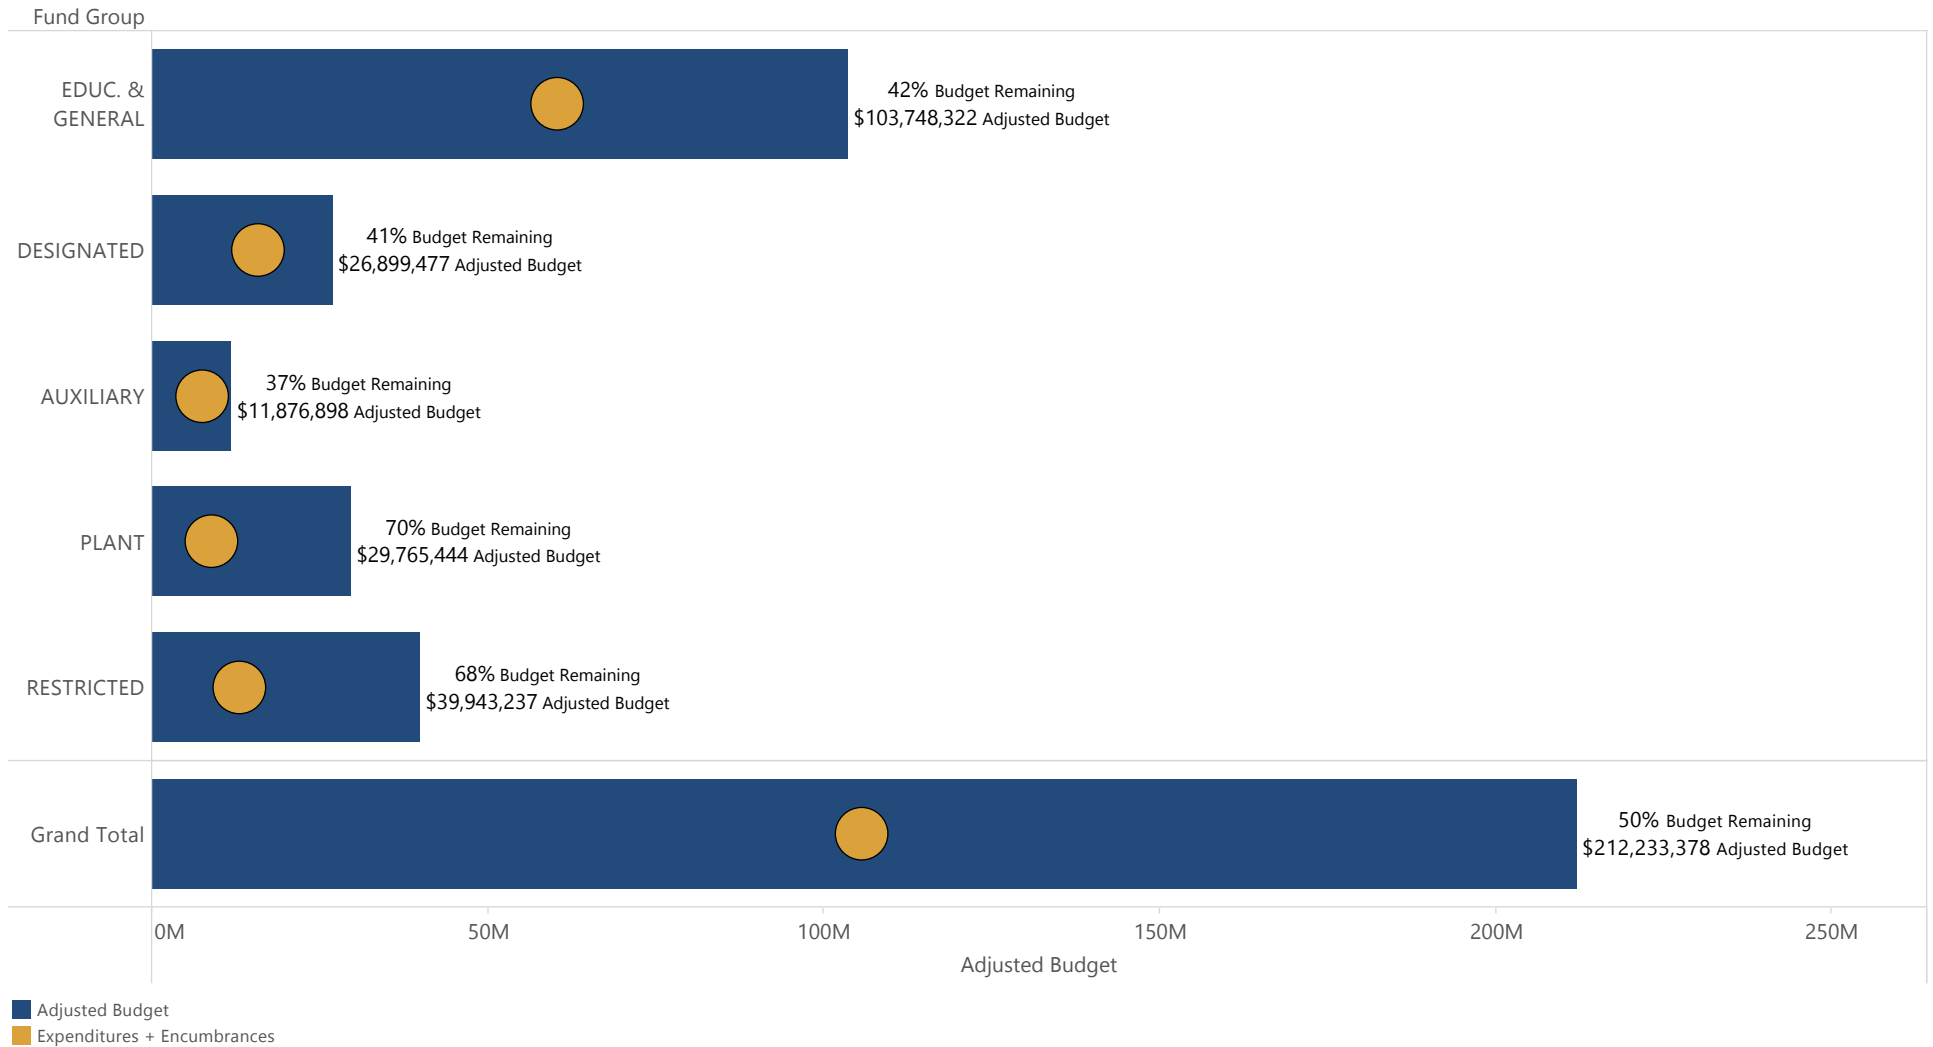 Fund Group
EDUC. &
GENERAL
42% Budget Remaining
$103,748,322 Adjusted Budget
DESIGNATED
41% Budget Remaining
$26,899,477 Adjusted Budget
AUXILIARY
37% Budget Remaining
$11,876,898 Adjusted Budget
PLANT
70% Budget Remaining
$29,765,444 Adjusted Budget
RESTRICTED
68% Budget Remaining
$39,943,237 Adjusted Budget
Grand Total
50% Budget Remaining
$212,233,378 Adjusted Budget
0M 50M 100M 150M 200M 250M
Adjusted Budget
Adjusted Budget
Expenditures + Encumbrances